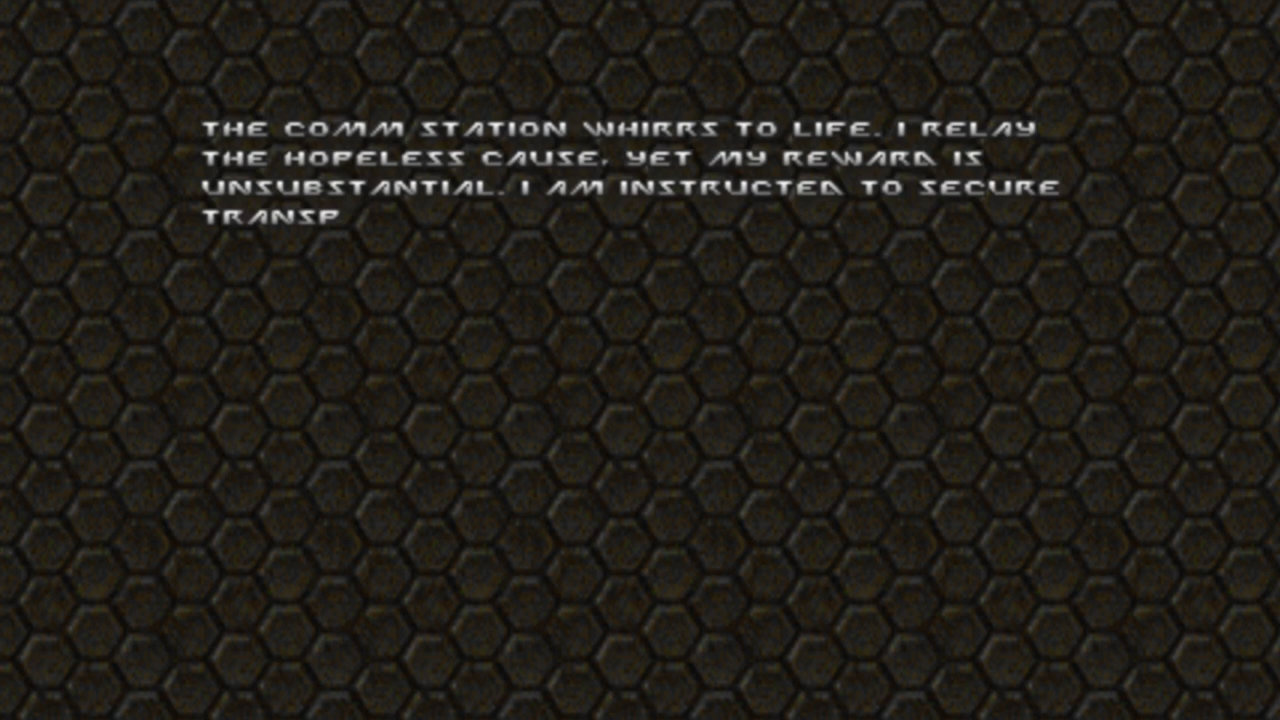 THE COMM STATION WHIRRS TO LIFE. I RELAY
THE HOPELESS CAUSE, YET MY REWARD IS
UNSUBSTANTIAL. I AM INSTRUCTED TO SECURE
TRANSP